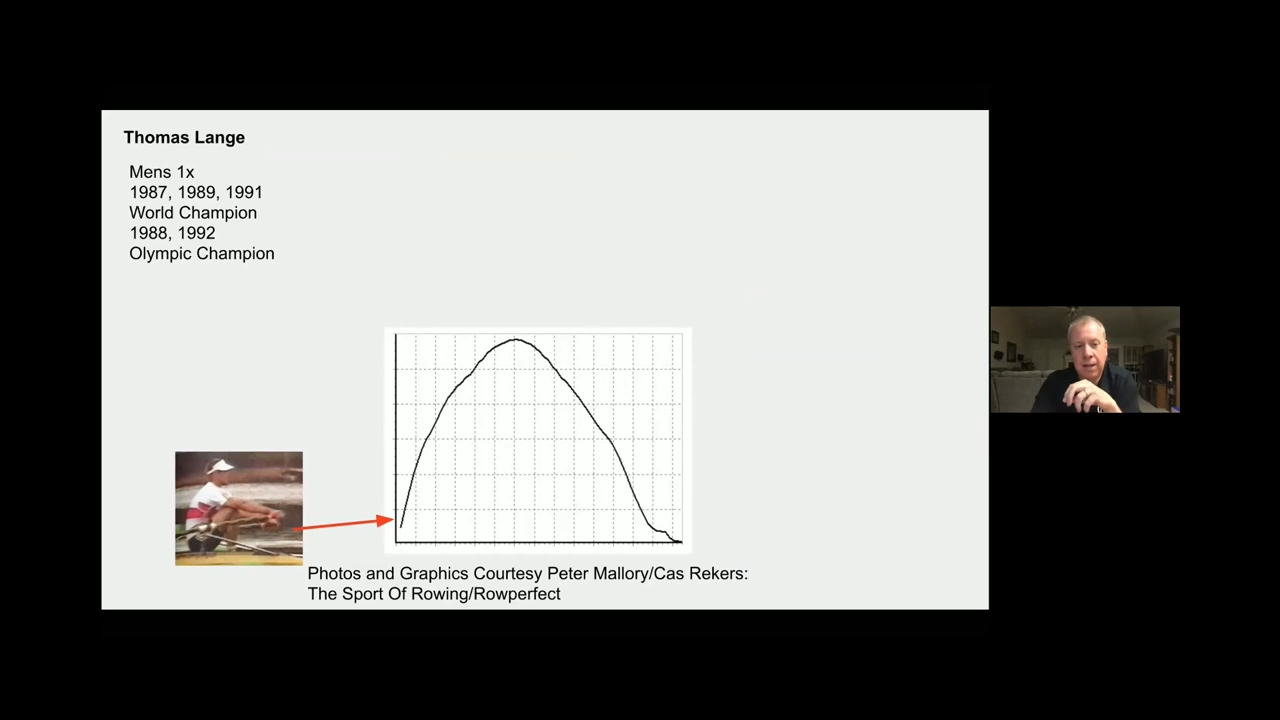 Thomas Lange
Mens 1x
1987, 1989, 1991
World Champion
1988, 1992
Olympic Champion
Photos and Graphics Courtesy Peter Mallory/Cas Rekers:
The Sport Of Rowing/Rowperfect